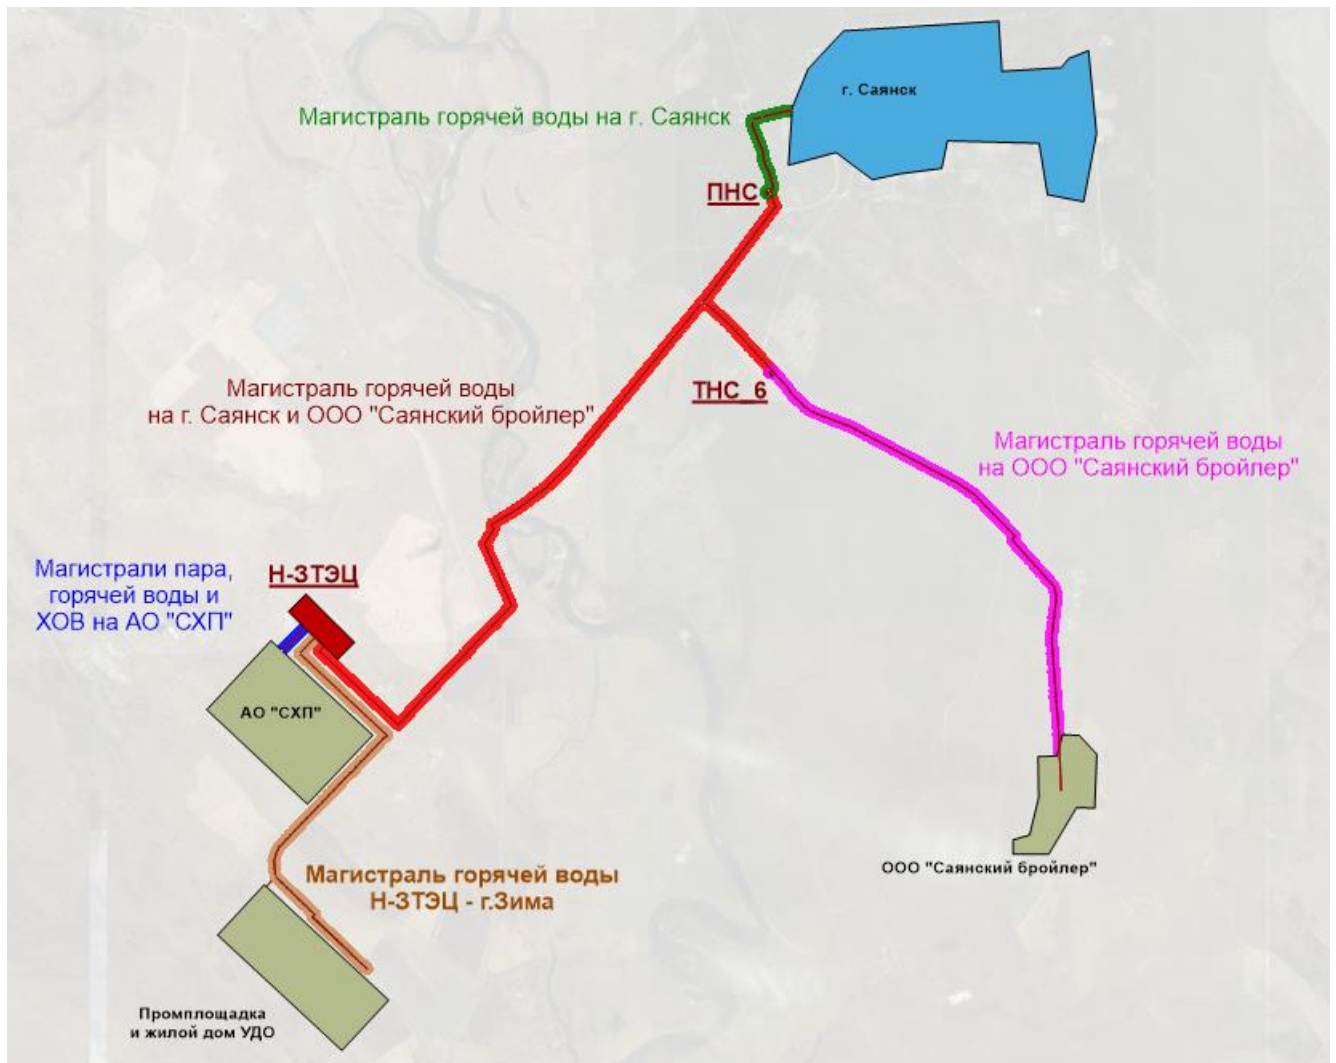 г. Саянск
Магистраль горячей воды на г. Саянск
ПНС
Магистраль горячей воды
на г. Саянск и ООО "Саянский бройлер"
ТНС_6
Магистраль горячей воды
на ООО "Саянский бройлер"
Магистрали пара,
горячей воды и
ХОВ на АО "СХП"
Н-ЗТЭЦ
АО "СХП"
ООО "Саянский бройлер"
Магистраль горячей воды
Н-ЗТЭЦ - г.Зима
Промплощадка
и жилой дом УДО